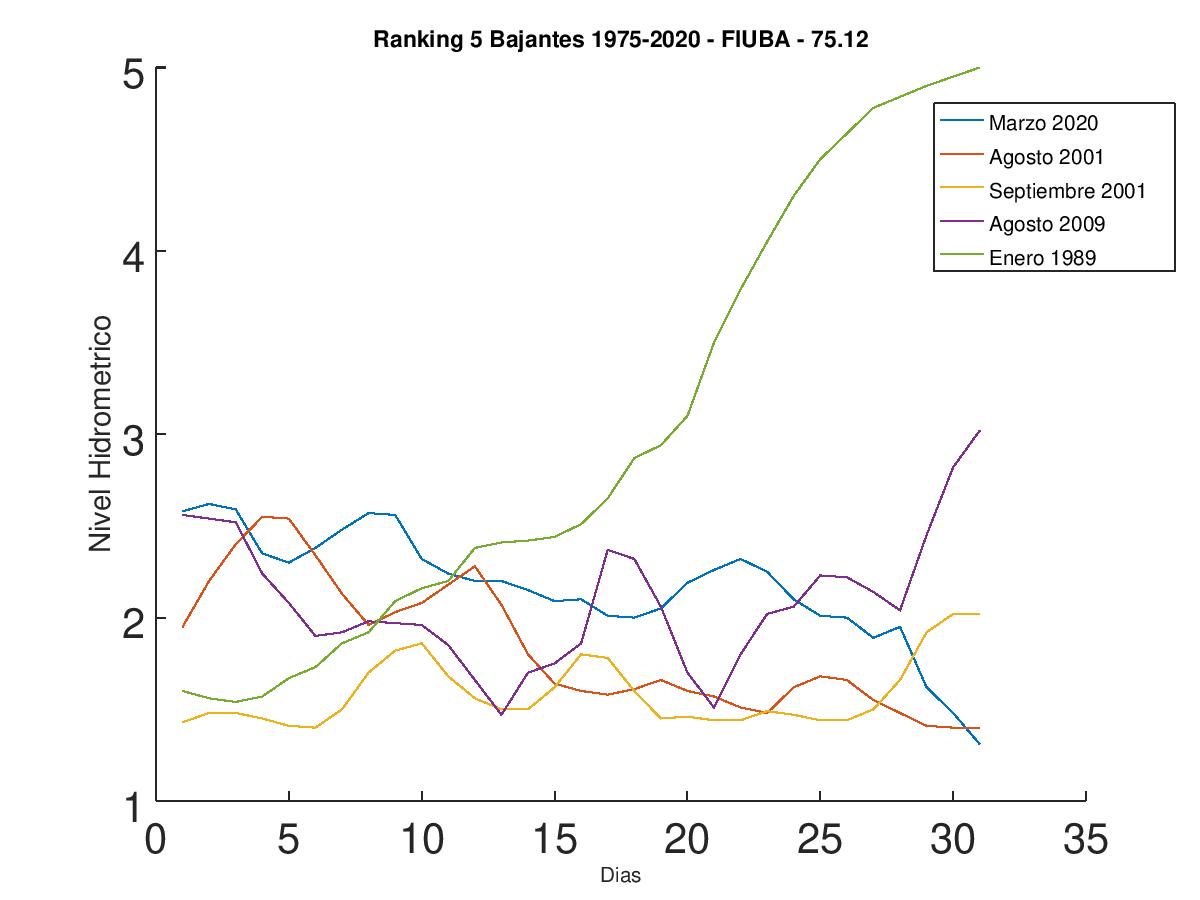 Ranking 5 Bajantes 1975-2020 - FIUBA - 75.12
5
4
3
2
1
Nivel Hidrometrico
0 5 10 15 20 25 30 35
Dias
Marzo 2020
Agosto 2001
Septiembre 2001
Agosto 2009
Enero 1989